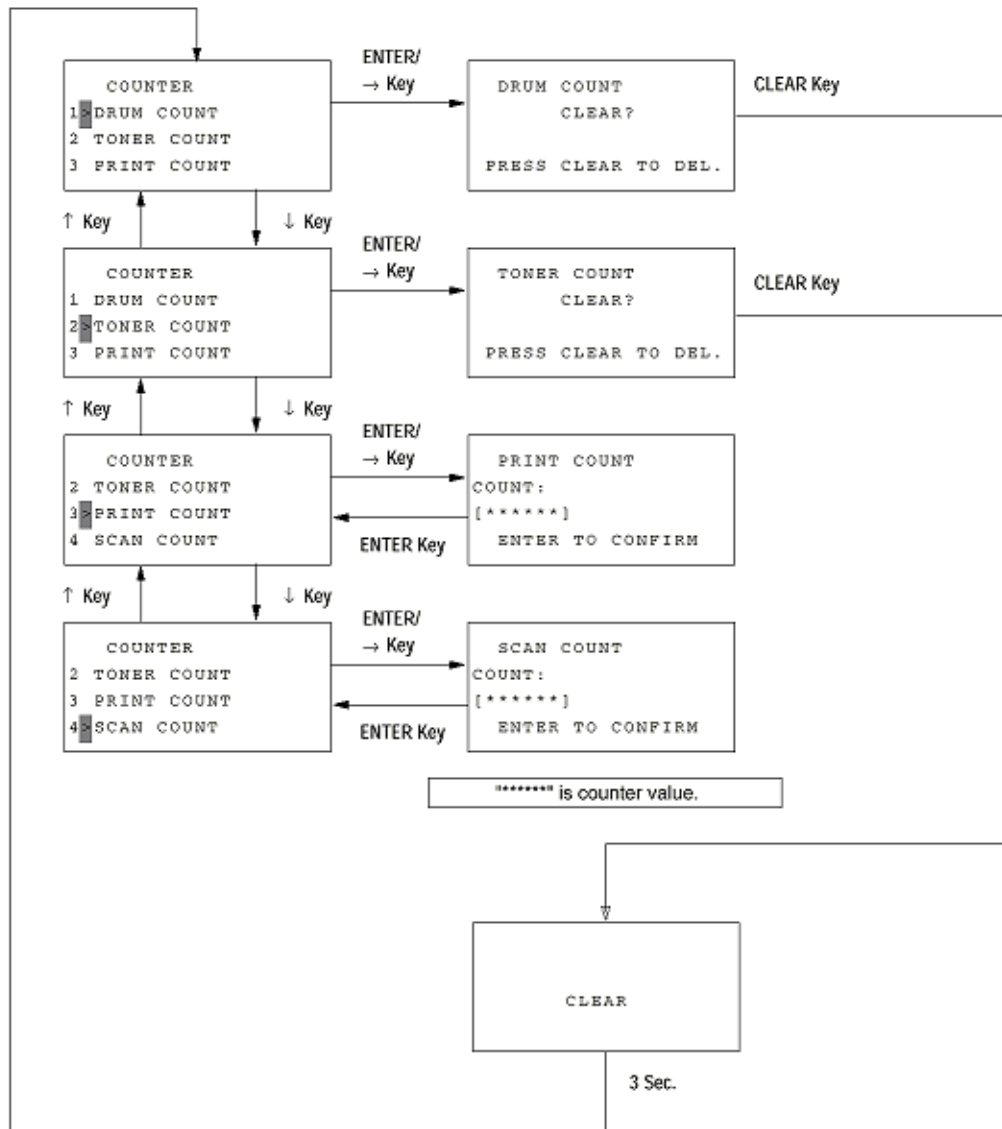 COUNTER
1>DRUM COUNT
2 TONER COUNT
3 PRINT COUNT
ENTER/
→ Key
DRUM COUNT
CLEAR?
PRESS CLEAR TO DEL.
CLEAR Key
↑ Key
↓ Key
COUNTER
1 DRUM COUNT
2>TONER COUNT
3 PRINT COUNT
ENTER/
→ Key
TONER COUNT
CLEAR?
PRESS CLEAR TO DEL.
CLEAR Key
↑ Key
↓ Key
COUNTER
2 TONER COUNT
3>PRINT COUNT
4 SCAN COUNT
ENTER/
→ Key
ENTER Key
PRINT COUNT
COUNT:
[******]
ENTER TO CONFIRM
↑ Key
↓ Key
COUNTER
2 TONER COUNT
3 PRINT COUNT
4>SCAN COUNT
ENTER/
→ Key
ENTER Key
SCAN COUNT
COUNT:
[******]
ENTER TO CONFIRM
"******" is counter value.
CLEAR
3 Sec.